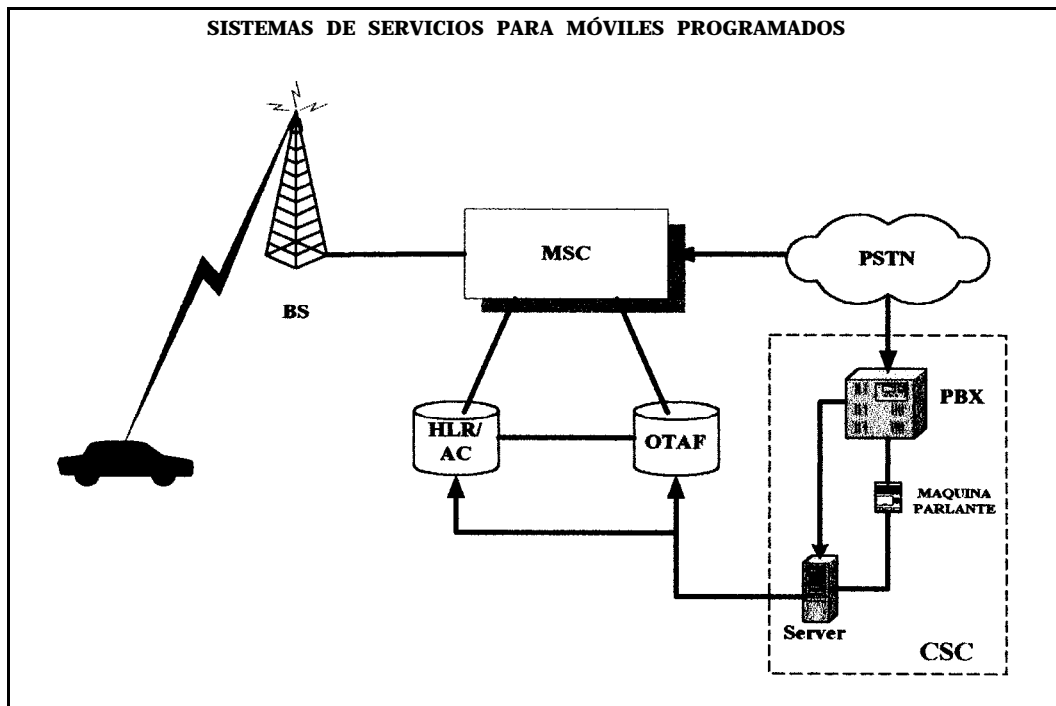 SISTEMAS DE SERVICIOS PARA MÓVILES PROGRAMADOS
MSC
PSTN
BS
PBX
HLR/
AC
OTAF
MAQUINA
PARLANTE
Server
CSC